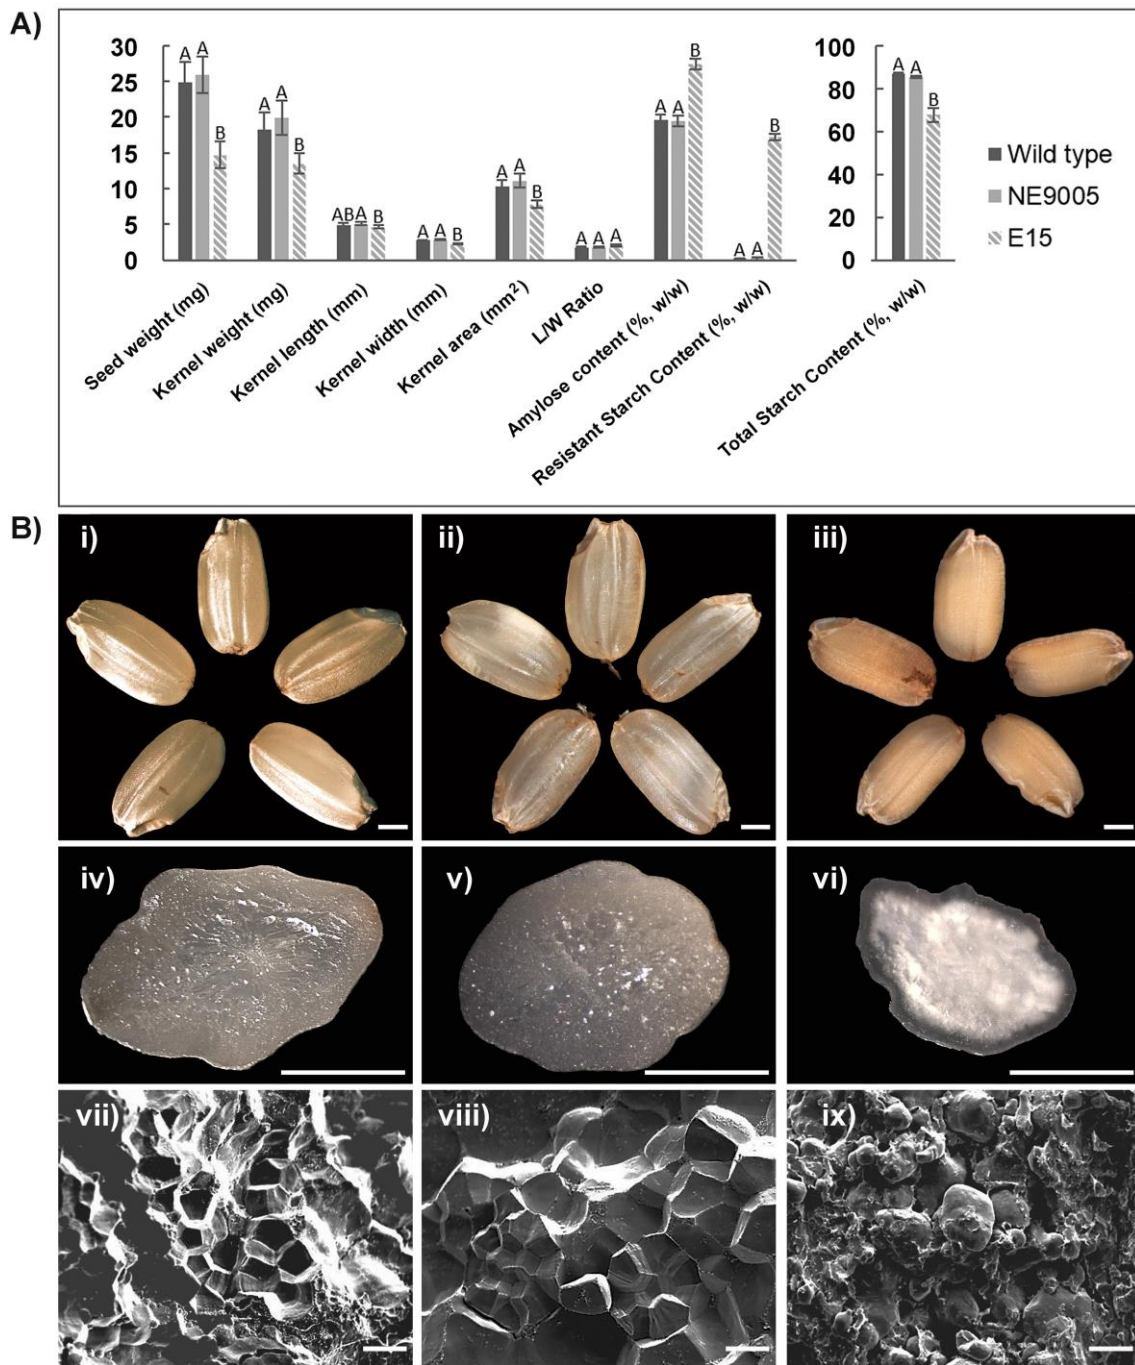 A)
30
25
20
15
10
5
0
A A B
A A B
AB A B
A A B
A A B
A A A
A A B
A A B
Seed weight (mg)
Kernel weight (mg)
Kernel length (mm)
Kernel width (mm)
Kernel area (mm²)
L/W Ratio
Amylose content (%, w/w)
Resistant Starch Content (%, w/w)
100
80
60
40
20
0
A A B
Total Starch Content (%, w/w)
Wild type
NE9005
E15
B)
i)
ii)
iii)
iv)
v)
vi)
vii)
viii)
ix)